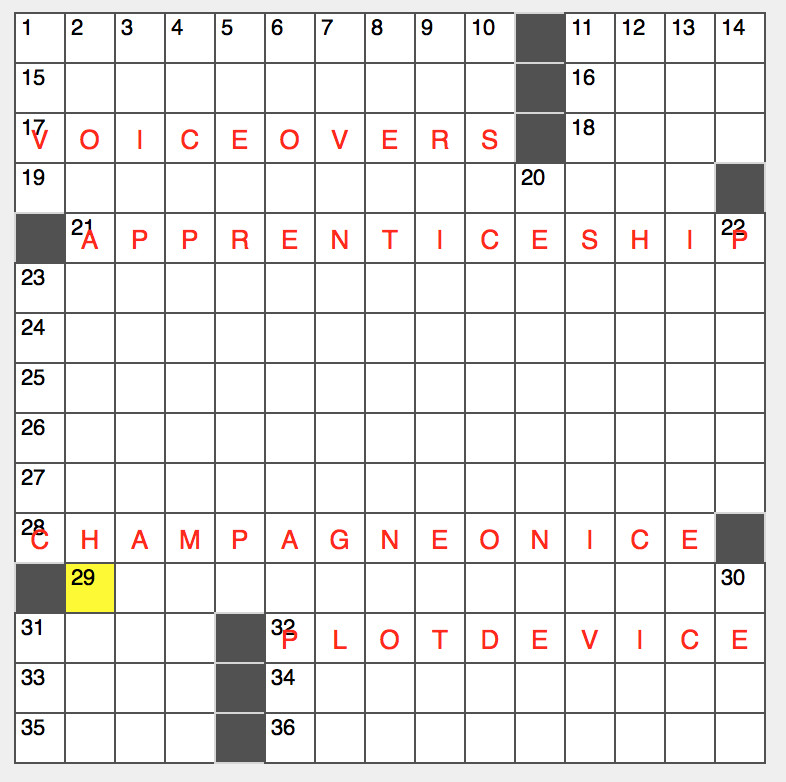 1 2 3 4 5 6 7 8 9 10 11 12 13 14
15 16
17 V O I C E O V E R S 18
19 20
21 A P P R E N T I C E S H I P 22
23
24
25
26
27
28 C H A M P A G N E O N I C E
29 30
31 32 P L O T D E V I C E
33 34
35 36